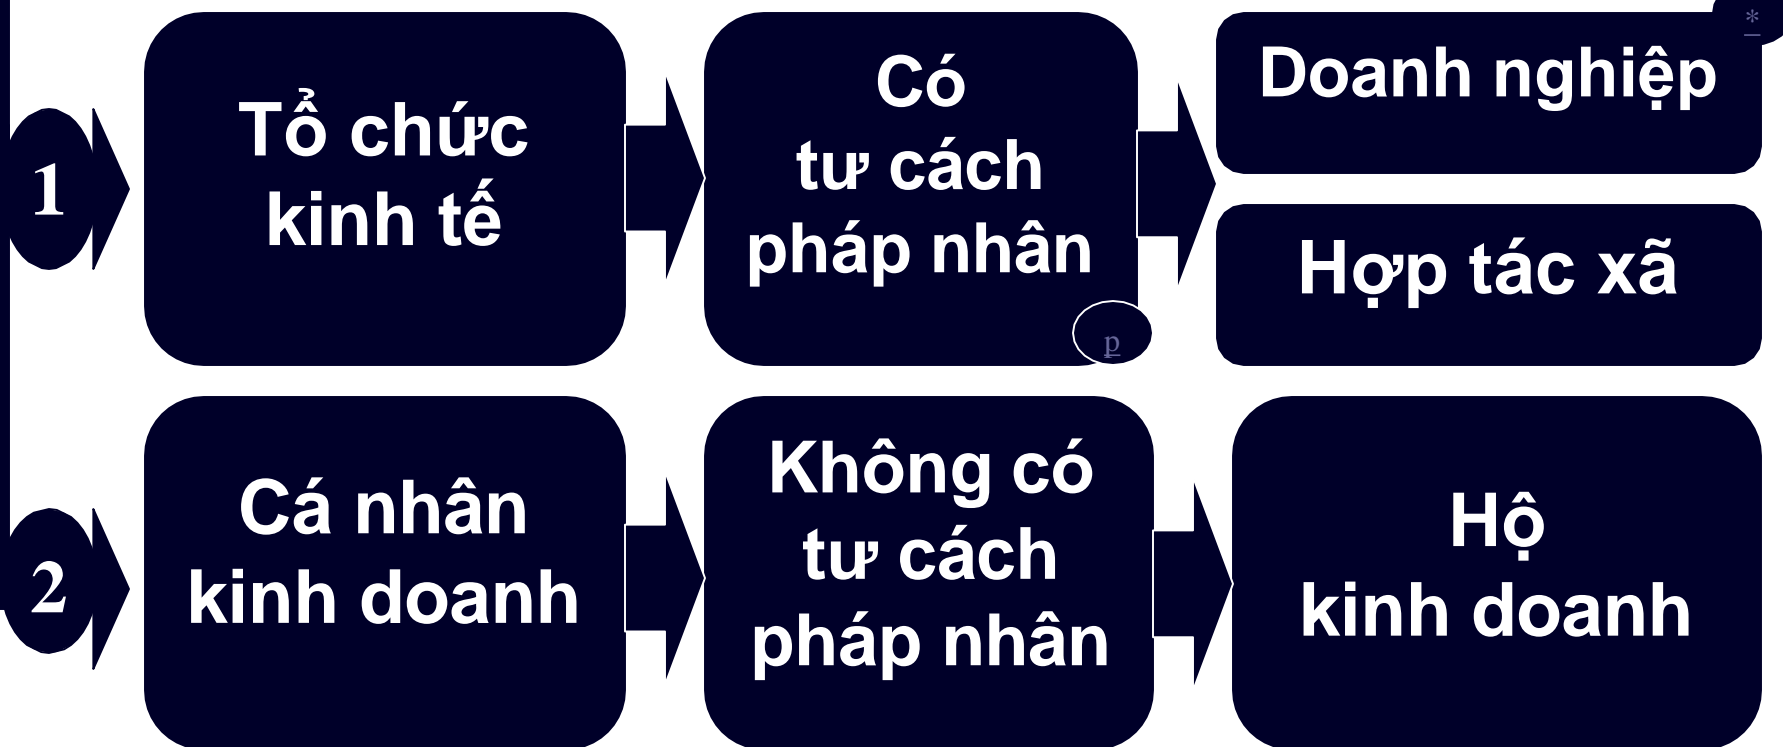 1
Tổ chức
kinh tế
Có
tư cách
pháp nhân
p
Doanh nghiệp
*
Hợp tác xã
2
Cá nhân
kinh doanh
Không có
tư cách
pháp nhân
Hộ
kinh doanh